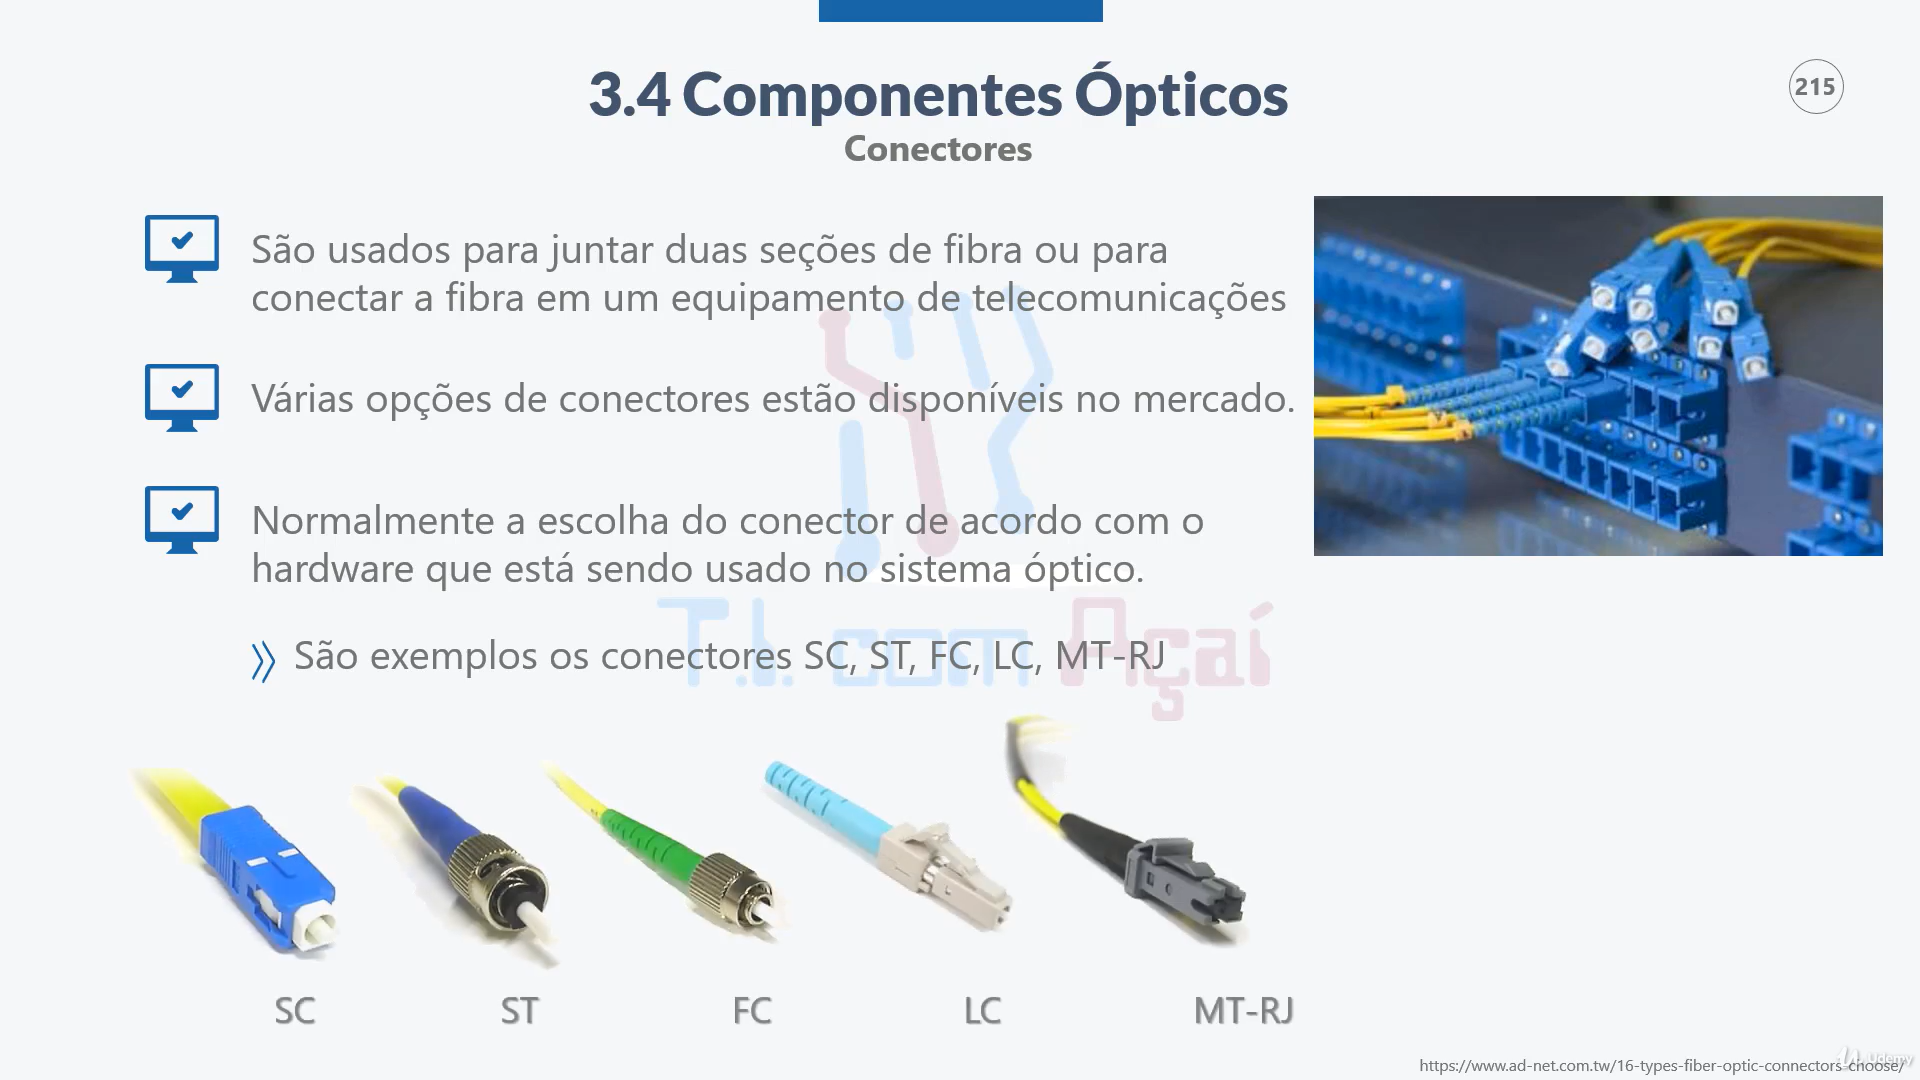 3.4 Componentes Ópticos
215
Conectores
São usados para juntar duas seções de fibra ou para
conectar a fibra em um equipamento de telecomunicações
Várias opções de conectores estão disponíveis no mercado.
Normalmente a escolha do conector de acordo com o
hardware que está sendo usado no sistema óptico.
T.I. com Açaí
São exemplos os conectores SC, ST, FC, LC, MT-RJ
SC ST FC LC MT-RJ
https://www.ad-net.com.tw/16-types-fiber-optic-connectors-choose/
Udemy